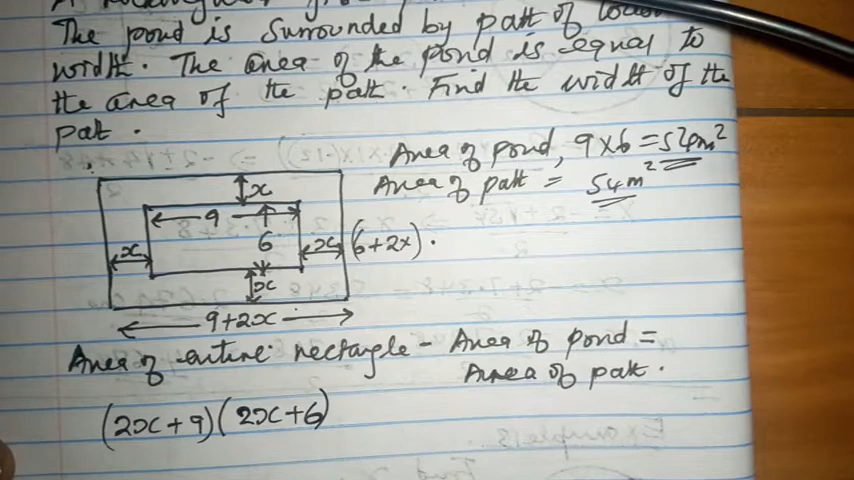 The pond is surrounded by path of
width. The area of the pond is equal to
the area of the path. Find the width of the
path.
Area of pond, 9 x 6 = 54m²
Area of path = 54m²
x
9
6
x
x
(6+2x).
x
9+2x
Area of entire rectangle - Area of pond =
Area of path.
(2x+9)(2x+6)